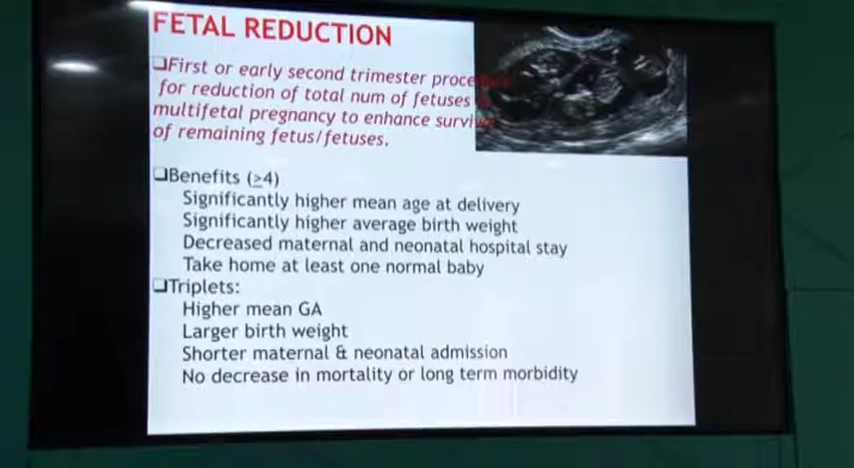 FETAL REDUCTION
❑First or early second trimester
for reduction of total num of fetuses
multifetal pregnancy to enhance
of remaining fetus/fetuses.
❑Benefits (≥4)
Significantly higher mean age at delivery
Significantly higher average birth weight
Decreased maternal and neonatal hospital stay
Take home at least one normal baby
❑Triplets:
Higher mean GA
Larger birth weight
Shorter maternal & neonatal admission
No decrease in mortality or long term morbidity